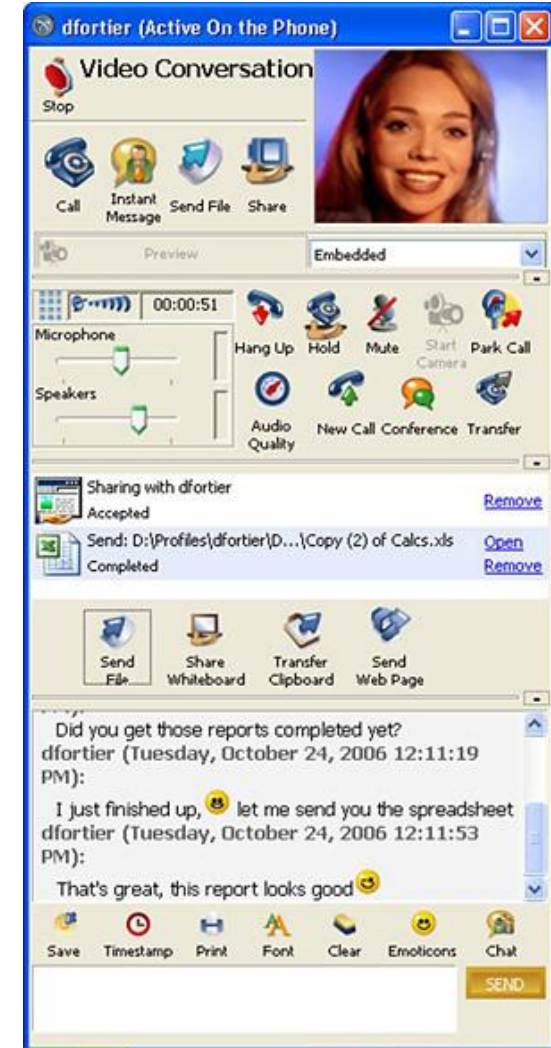 dfortier (Active On the Phone)
Video Conversation
Stop
Call
Instant
Message
Send File
Share
Preview
Embedded
00:00:51
Microphone
Speakers
Hang Up
Hold
Mute
Start
Camera
Park Call
Audio
Quality
New Call
Conference
Transfer
Sharing with dfortier
Accepted
Remove
Send: D:\Profiles\dfortier\D...\Copy (2) of Calcs.xls
Open
Completed
Remove
Send
File...
Share
Whiteboard
Transfer
Clipboard
Send
Web Page
PM):
Did you get those reports completed yet?
dfortier (Tuesday, October 24, 2006 12:11:19
PM):
I just finished up, let me send you the spreadsheet
dfortier (Tuesday, October 24, 2006 12:11:53
PM):
That's great, this report looks good
Save
Timestamp
Print
Font
Clear
Emoticons
Chat
SEND